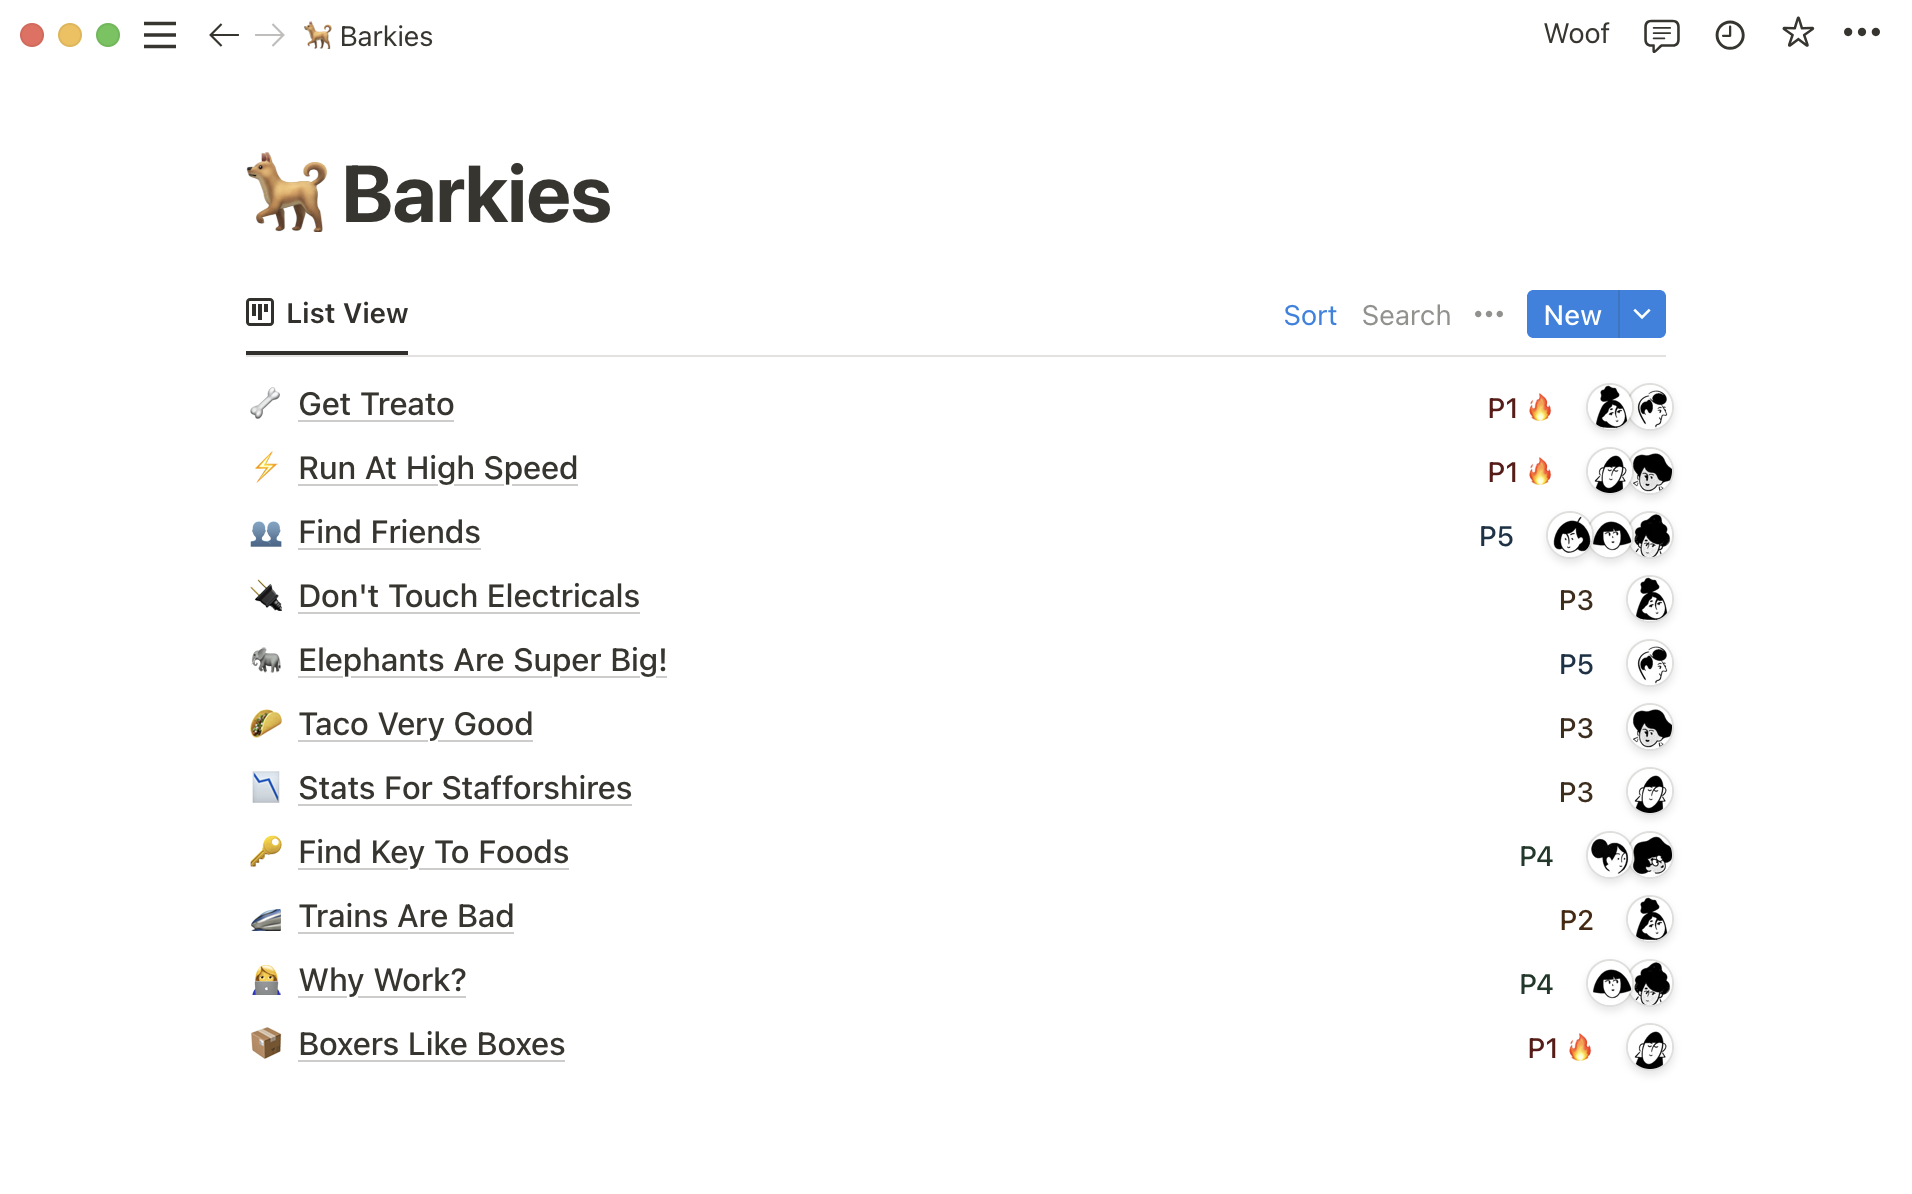 🐕 Barkies
Woof
🐕 Barkies
List View
Sort Search New
🦴 Get Treato P1 🔥
⚡ Run At High Speed P1 🔥
👥 Find Friends P5
🔌 Don't Touch Electricals P3
🐘 Elephants Are Super Big! P5
🌮 Taco Very Good P3
📉 Stats For Stafforshires P3
🔑 Find Key To Foods P4
🚄 Trains Are Bad P2
👩‍💻 Why Work? P4
📦 Boxers Like Boxes P1 🔥